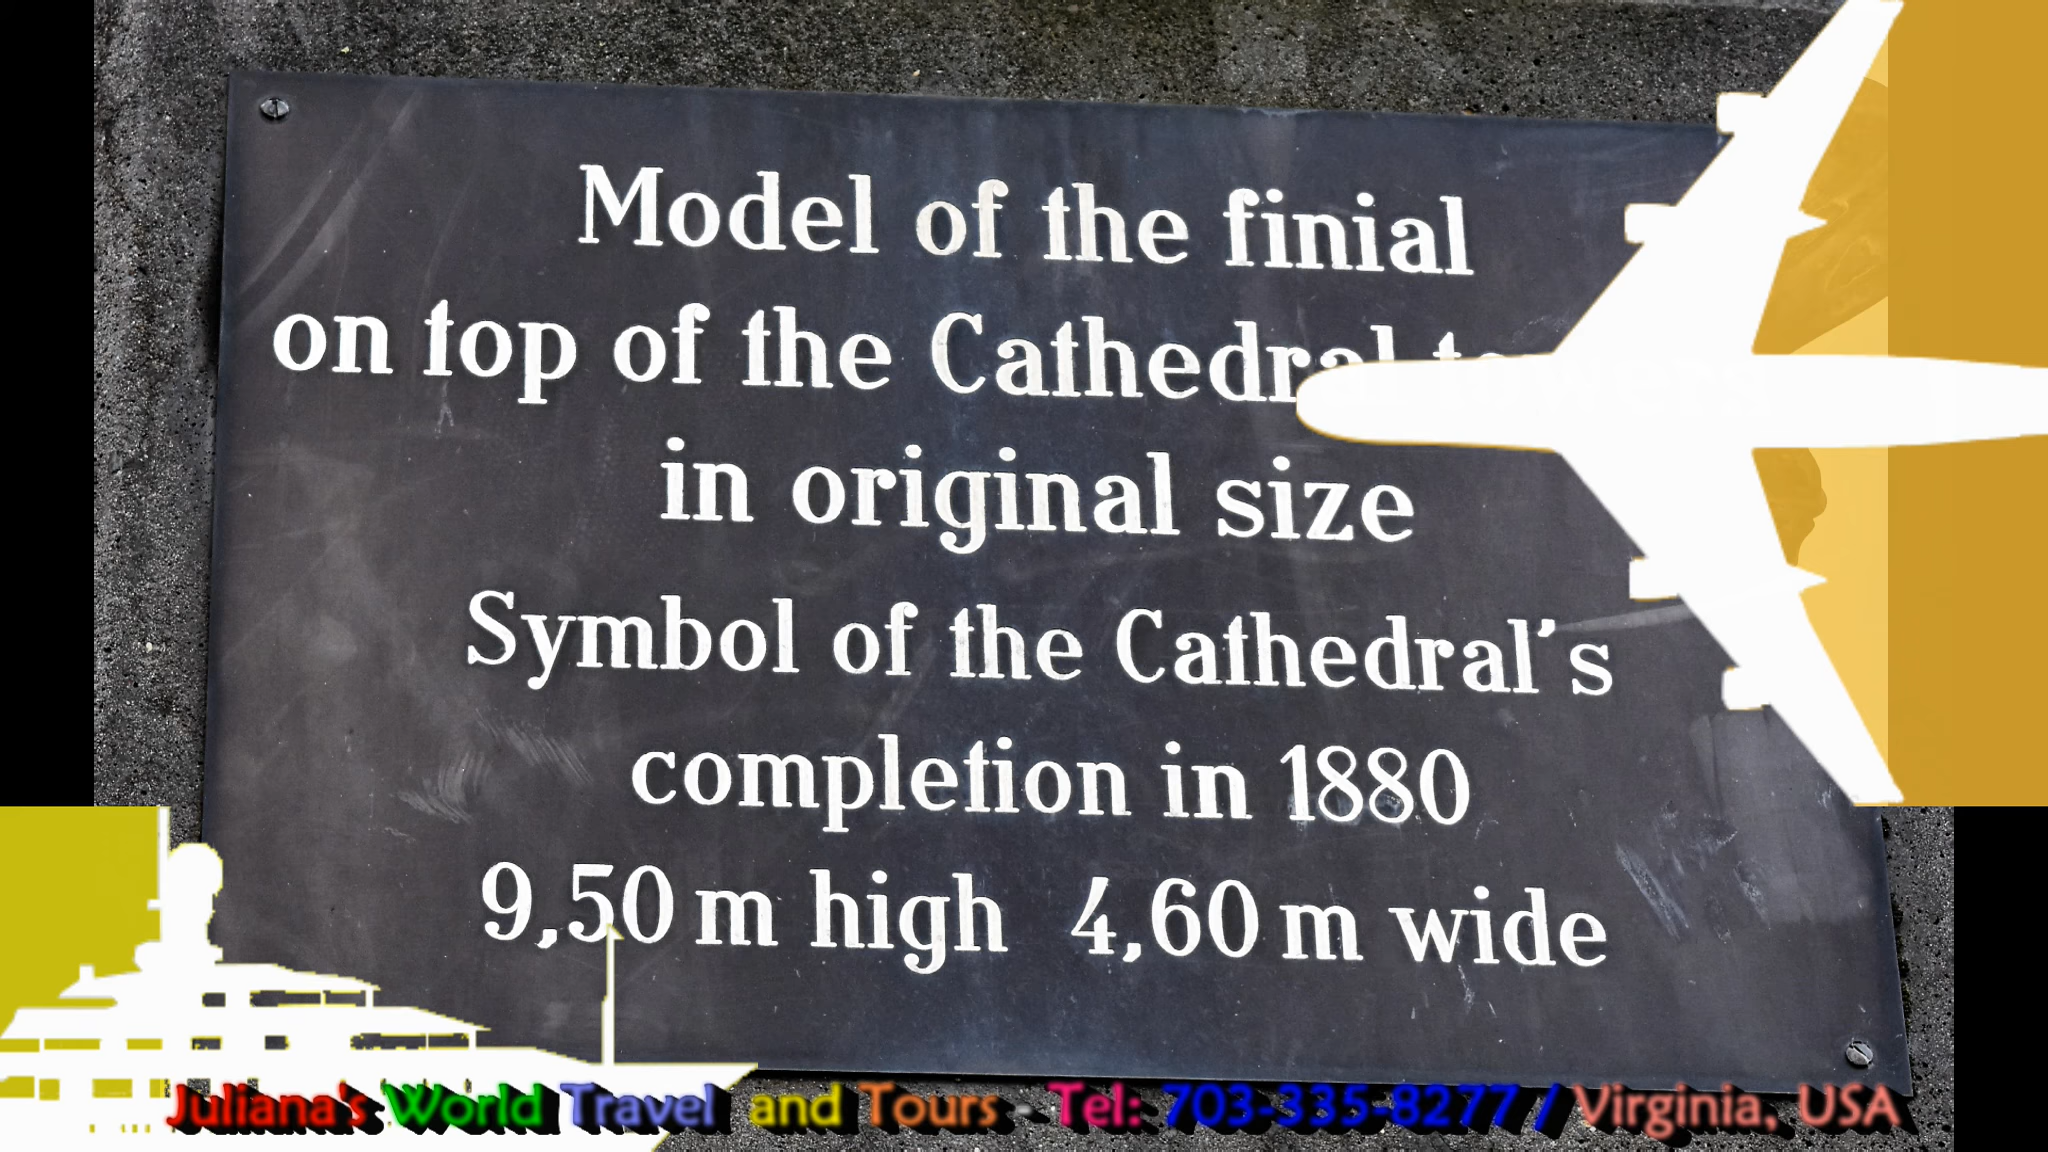 Model of the finial
on top of the Cathedral towers
in original size
Symbol of the Cathedral's
completion in 1880
9,50 m high 4,60 m wide
Juliana's World Travel and Tours - Tel: 703-335-8277 / Virginia, USA